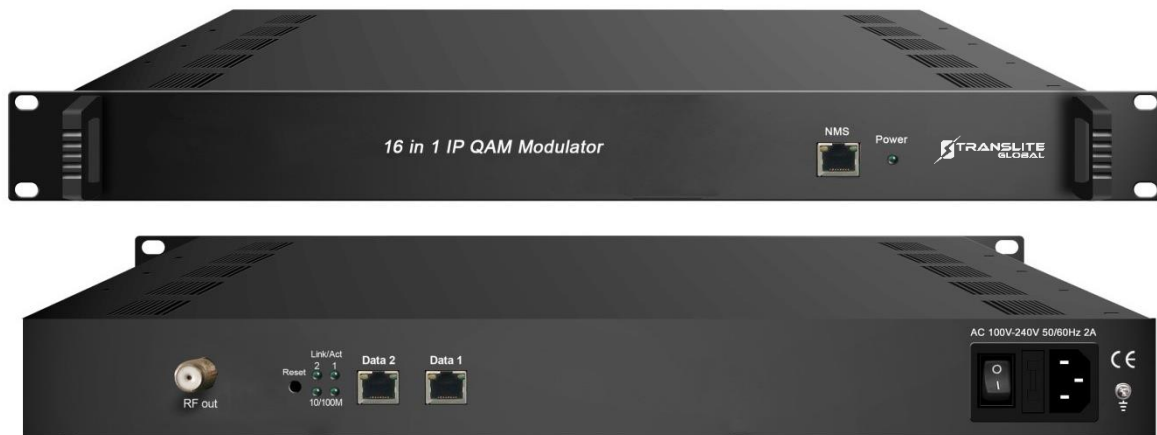 16 in 1 IP QAM Modulator
NMS
Power
TRANSLITE
GLOBAL
AC 100V-240V 50/60Hz 2A
Link/Act
2 1
Data 2
Data 1
Reset
10/100M
RF out
O
I
CE